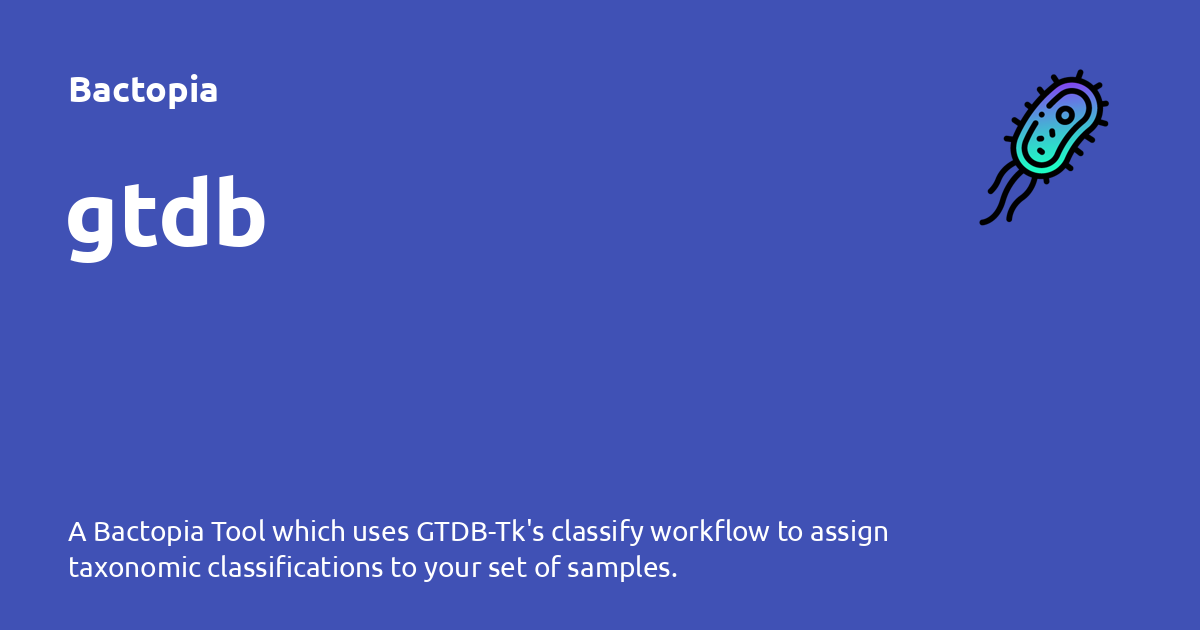 Bactopia
gtdb
A Bactopia Tool which uses GTDB-Tk's classify workflow to assign
taxonomic classifications to your set of samples.